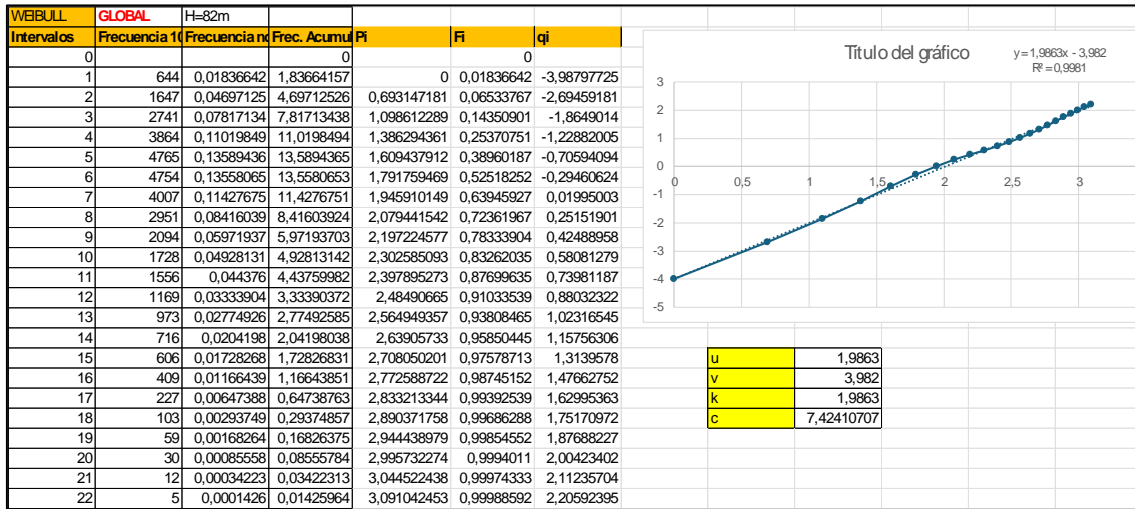 WEIBULL GLOBAL H=82m
Intervalos Frecuencia 10 Frecuencia no Frec. Acumul Pi Fi qi
0 0 0
1 644 0,01836642 1,83664157 0 0,01836642 -3,98797725
2 1647 0,04697125 4,69712526 0,693147181 0,06533767 -2,69459181
3 2741 0,07817134 7,81713438 1,098612289 0,14350901 -1,8649014
4 3864 0,11019849 11,0198494 1,386294361 0,25370751 -1,22882005
5 4765 0,13589436 13,5894365 1,609437912 0,38960187 -0,70594094
6 4754 0,13558065 13,5580653 1,791759469 0,52518252 -0,29460624
7 4007 0,11427675 11,4276751 1,945910149 0,63945927 0,01995003
8 2951 0,08416039 8,41603924 2,079441542 0,72361967 0,25151901
9 2094 0,05971937 5,97193703 2,197224577 0,78333904 0,42488958
10 1728 0,04928131 4,92813142 2,302585093 0,83262035 0,58081279
11 1556 0,044376 4,43759982 2,397895273 0,87699635 0,73981187
12 1169 0,03333904 3,33390372 2,48490665 0,91033539 0,88032322
13 973 0,02774926 2,77492585 2,564949357 0,93808465 1,02316545
14 716 0,0204198 2,04198038 2,63905733 0,95850445 1,15756306
15 606 0,01728268 1,72826831 2,708050201 0,97578713 1,3139578
16 409 0,01166439 1,16643851 2,772588722 0,98745152 1,47662752
17 227 0,00647388 0,64738763 2,833213344 0,99392539 1,62995363
18 103 0,00293749 0,29374857 2,890371758 0,99686288 1,75170972
19 59 0,00168264 0,16826375 2,944438979 0,99854552 1,87688227
20 30 0,00085558 0,08555784 2,995732274 0,9994011 2,00423402
21 12 0,00034223 0,03422313 3,044522438 0,99974333 2,11235704
22 5 0,0001426 0,01425964 3,091042453 0,99988592 2,20592395
Título del gráfico
y = 1,9863x - 3,982
R² = 0,9981
3
2
1
0
-1
-2
-3
-4
-5
0 0,5 1 1,5 2 2,5 3
u 1,9863
v 3,982
k 1,9863
c 7,42410707